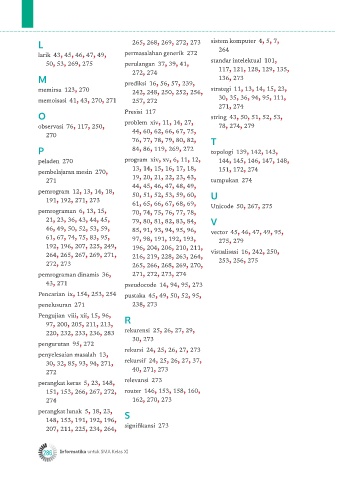 L
larik 43, 45, 46, 47, 49,
50, 53, 269, 275
M
memirsa 123, 270
memoisasi 41, 43, 270, 271
O
observasi 76, 117, 250,
270
P
peladen 270
pembelajaran mesin 270,
271
pemrogram 12, 13, 14, 18,
191, 192, 271, 273
pemrograman 6, 13, 15,
21, 23, 36, 43, 44, 45,
46, 49, 50, 52, 53, 59,
61, 67, 74, 75, 83, 95,
192, 196, 207, 225, 249,
264, 265, 267, 269, 271,
272, 273
pemrograman dinamis 36,
43, 271
Pencarian ix, 154, 253, 254
penelusuran 271
Pengujian viii, xii, 15, 96,
97, 200, 205, 211, 213,
220, 232, 233, 236, 283
pengurutan 95, 272
penyelesaian masalah 13,
30, 32, 85, 93, 94, 271,
272
perangkat keras 5, 23, 148,
151, 153, 266, 267, 272,
274
perangkat lunak 5, 18, 23,
148, 153, 191, 192, 196,
207, 211, 225, 234, 264,
265, 268, 269, 272, 273
permasalahan generik 272
perulangan 37, 39, 41,
272, 274
prediksi 16, 56, 57, 239,
242, 248, 250, 252, 256,
257, 272
Presisi 117
problem xiv, 11, 14, 27,
44, 60, 62, 66, 67, 75,
76, 77, 78, 79, 80, 82,
84, 86, 119, 269, 272
program xiv, xv, 6, 11, 12,
13, 14, 15, 16, 17, 18,
19, 20, 21, 22, 23, 43,
44, 45, 46, 47, 48, 49,
50, 51, 52, 53, 59, 60,
61, 65, 66, 67, 68, 69,
70, 74, 75, 76, 77, 78,
79, 80, 81, 82, 83, 84,
85, 91, 93, 94, 95, 96,
97, 98, 191, 192, 193,
196, 204, 206, 210, 211,
216, 219, 228, 263, 264,
265, 266, 268, 269, 270,
271, 272, 273, 274
pseudocode 14, 94, 95, 273
pustaka 45, 49, 50, 52, 95,
238, 273
R
rekurensi 25, 26, 27, 29,
30, 273
rekursi 24, 25, 26, 27, 273
rekursif 24, 25, 26, 27, 37,
40, 271, 273
relevansi 273
router 146, 153, 158, 160,
162, 270, 273
S
signifikansi 273
sistem komputer 4, 5, 7,
264
standar intelektual 101,
117, 121, 128, 129, 135,
136, 273
strategi 11, 13, 14, 15, 23,
30, 35, 36, 94, 95, 111,
271, 274
string 43, 50, 51, 52, 53,
78, 274, 279
T
topologi 139, 142, 143,
144, 145, 146, 147, 148,
151, 172, 274
tumpukan 274
U
Unicode 50, 267, 275
V
vector 46, 47, 49, 49, 95,
275, 279
visualisasi 16, 242, 250,
253, 256, 275
286 Informatika untuk SMA Kelas XI